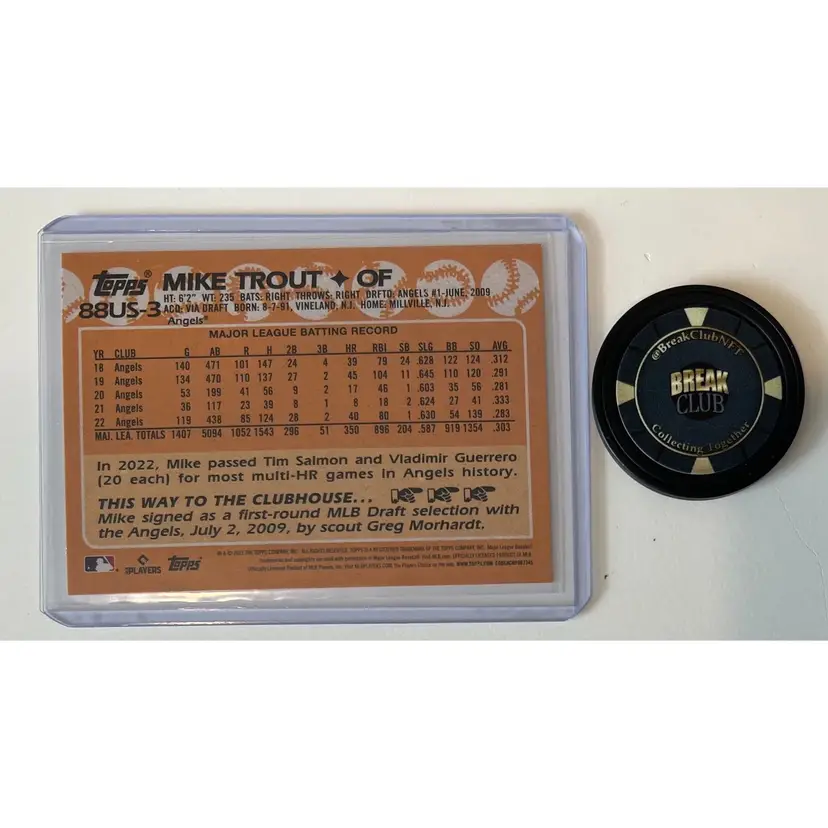 Topps®
MIKE TROUT ✦ OF
88US-3
HT: 6'2" WT: 235 BATS: RIGHT THROWS: RIGHT DRFTD: ANGELS #1-JUNE, 2009
ACQ: VIA DRAFT BORN: 8-7-91, VINELAND, N.J. HOME: MILLVILLE, N.J.
Angels®
MAJOR LEAGUE BATTING RECORD
YR CLUB G AB R H 2B 3B HR RBI SB SLG BB SO AVG
18 Angels 140 471 101 147 24 4 39 79 24 .628 122 124 .312
19 Angels 134 470 110 137 27 2 45 104 11 .645 110 120 .291
20 Angels 53 199 41 56 9 2 17 46 1 .603 35 56 .281
21 Angels 36 117 23 39 8 1 8 18 2 .624 27 41 .333
22 Angels 119 438 85 124 28 2 40 80 1 .630 54 139 .283
MAJ. LEA. TOTALS 1407 5094 1052 1543 296 51 350 896 204 .587 919 1354 .303
In 2022, Mike passed Tim Salmon and Vladimir Guerrero
(20 each) for most multi-HR games in Angels history.
THIS WAY TO THE CLUBHOUSE...
Mike signed as a first-round MLB Draft selection with
the Angels, July 2, 2009, by scout Greg Morhardt.
PLAYERS
Topps
@BreakClubNFT
BREAK
CLUB
Collecting Together